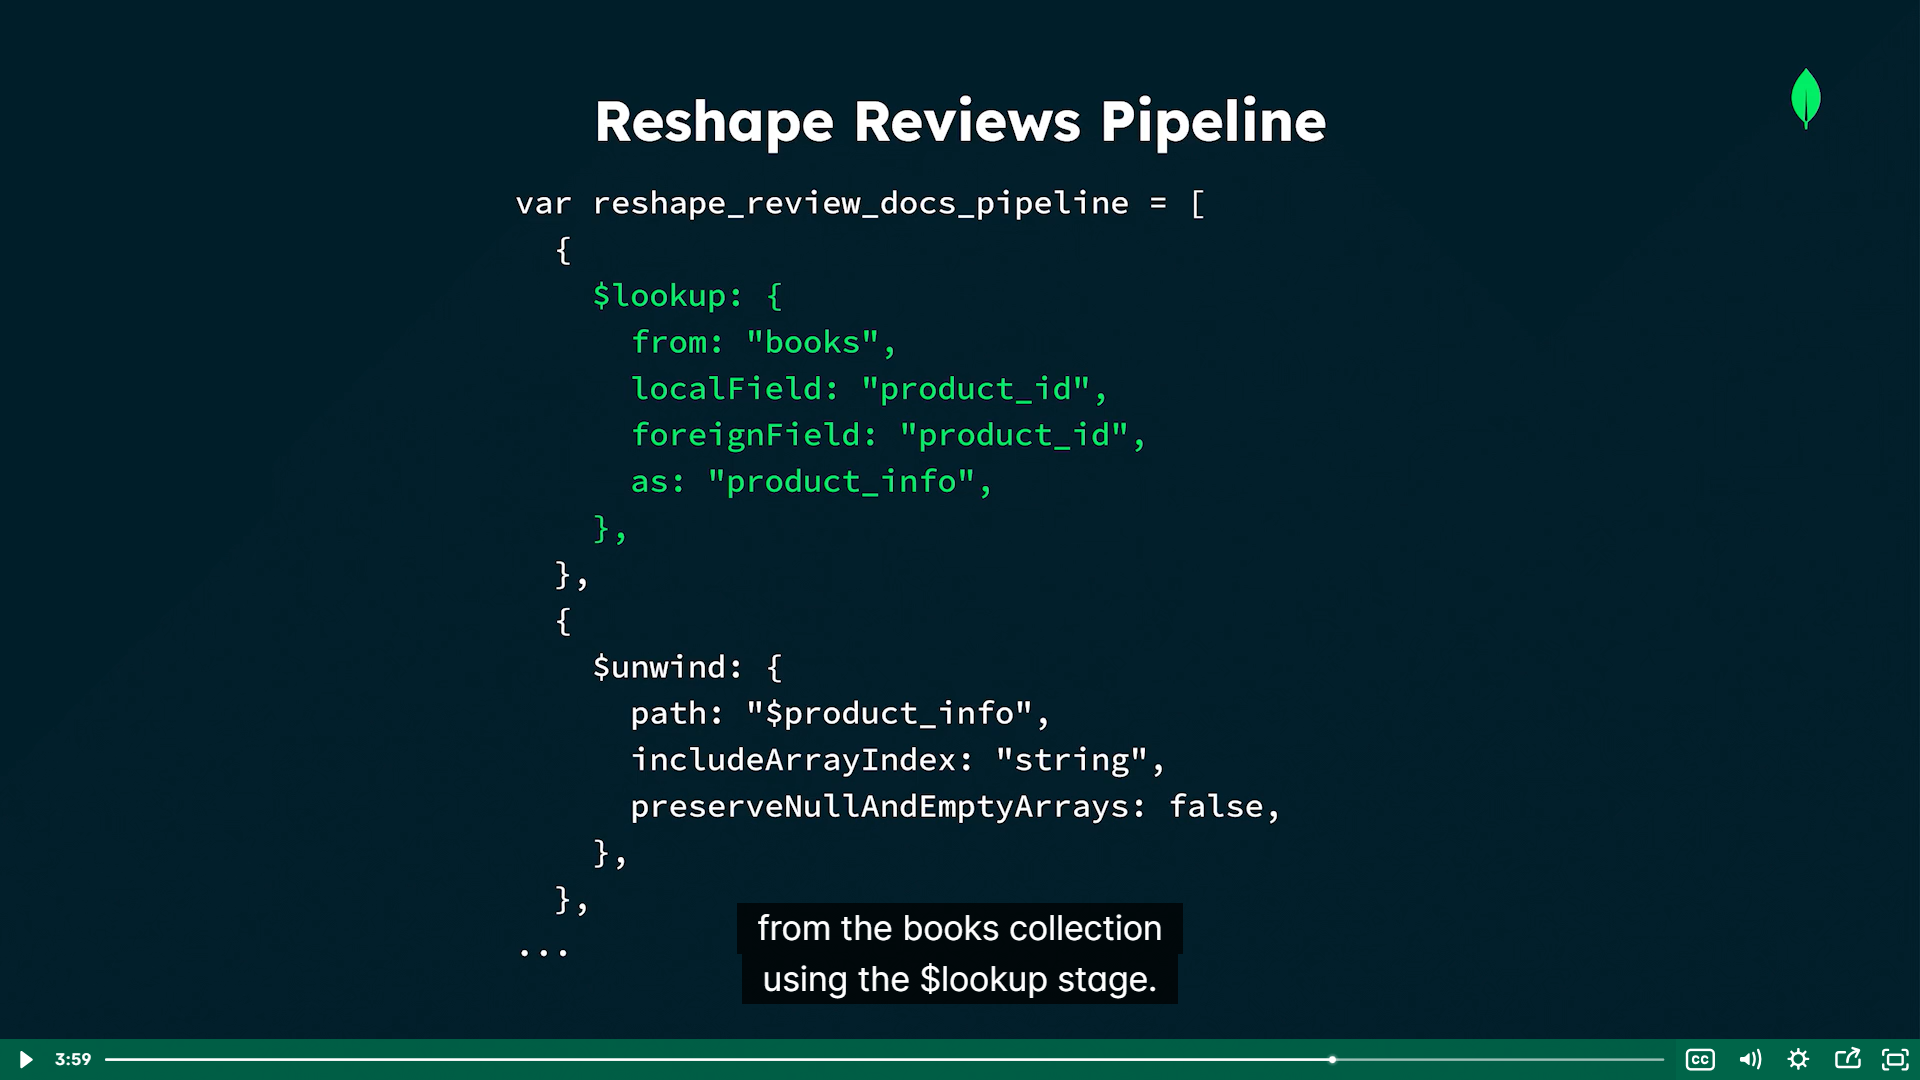 Reshape Reviews Pipeline
var reshape_review_docs_pipeline = [
{
$lookup: {
from: "books",
localField: "product_id",
foreignField: "product_id",
as: "product_info",
},
},
{
$unwind: {
path: "$product_info",
includeArrayIndex: "string",
preserveNullAndEmptyArrays: false,
},
},
...
from the books collection
using the $lookup stage.
3:59
CC